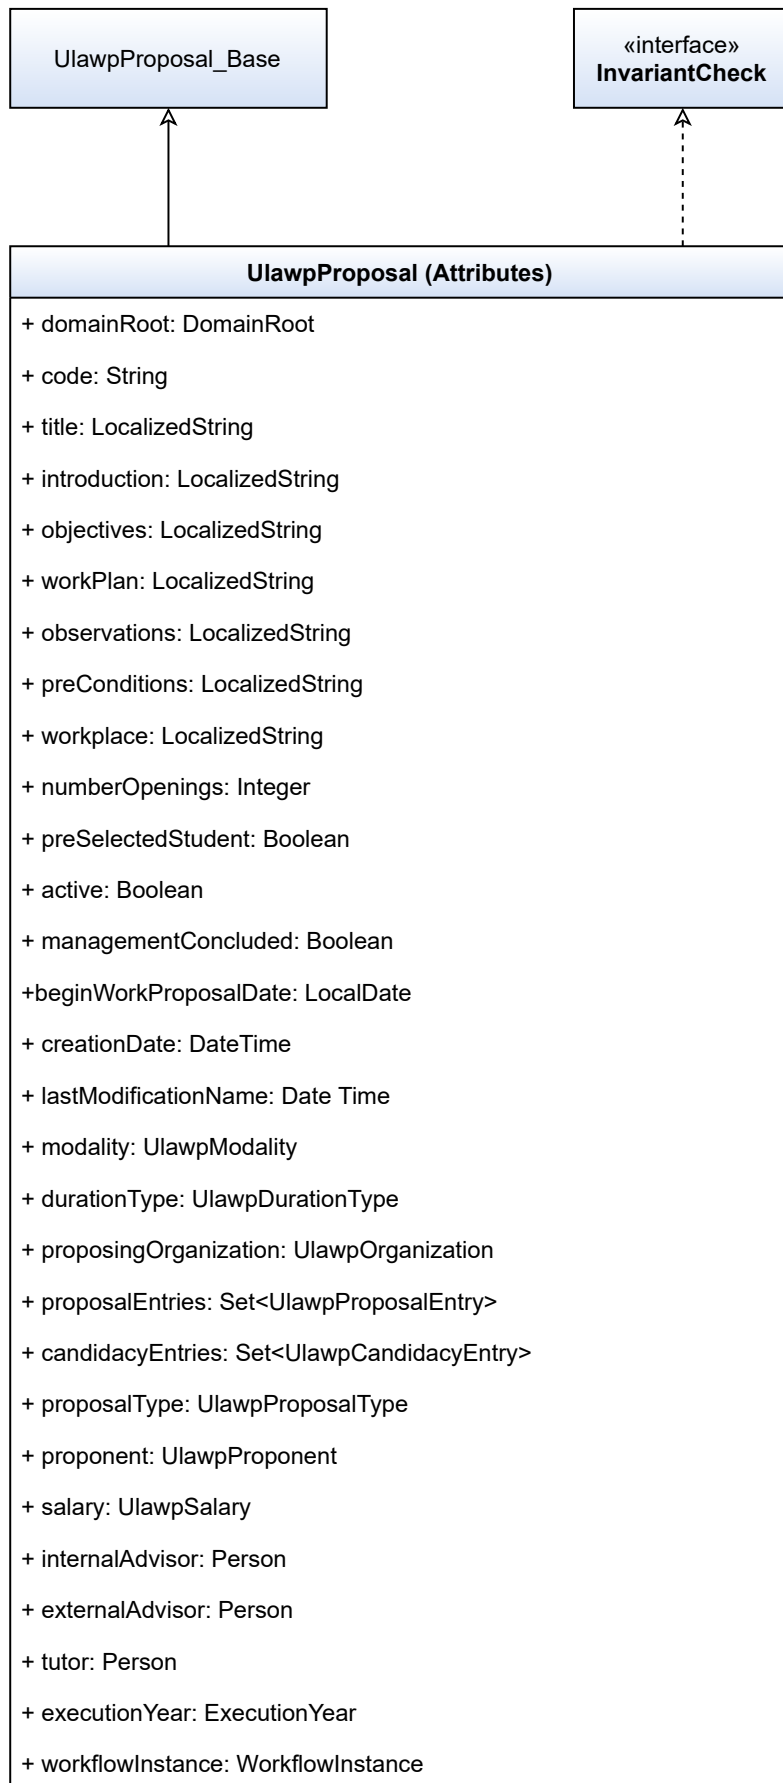 UlawpProposal_Base
«interface»
InvariantCheck
UlawpProposal (Attributes)
+ domainRoot: DomainRoot
+ code: String
+ title: LocalizedString
+ introduction: LocalizedString
+ objectives: LocalizedString
+ workPlan: LocalizedString
+ observations: LocalizedString
+ preConditions: LocalizedString
+ workplace: LocalizedString
+ numberOpenings: Integer
+ preSelectedStudent: Boolean
+ active: Boolean
+ managementConcluded: Boolean
+beginWorkProposalDate: LocalDate
+ creationDate: DateTime
+ lastModificationName: Date Time
+ modality: UlawpModality
+ durationType: UlawpDurationType
+ proposingOrganization: UlawpOrganization
+ proposalEntries: Set<UlawpProposalEntry>
+ candidacyEntries: Set<UlawpCandidacyEntry>
+ proposalType: UlawpProposalType
+ proponent: UlawpProponent
+ salary: UlawpSalary
+ internalAdvisor: Person
+ externalAdvisor: Person
+ tutor: Person
+ executionYear: ExecutionYear
+ workflowInstance: WorkflowInstance